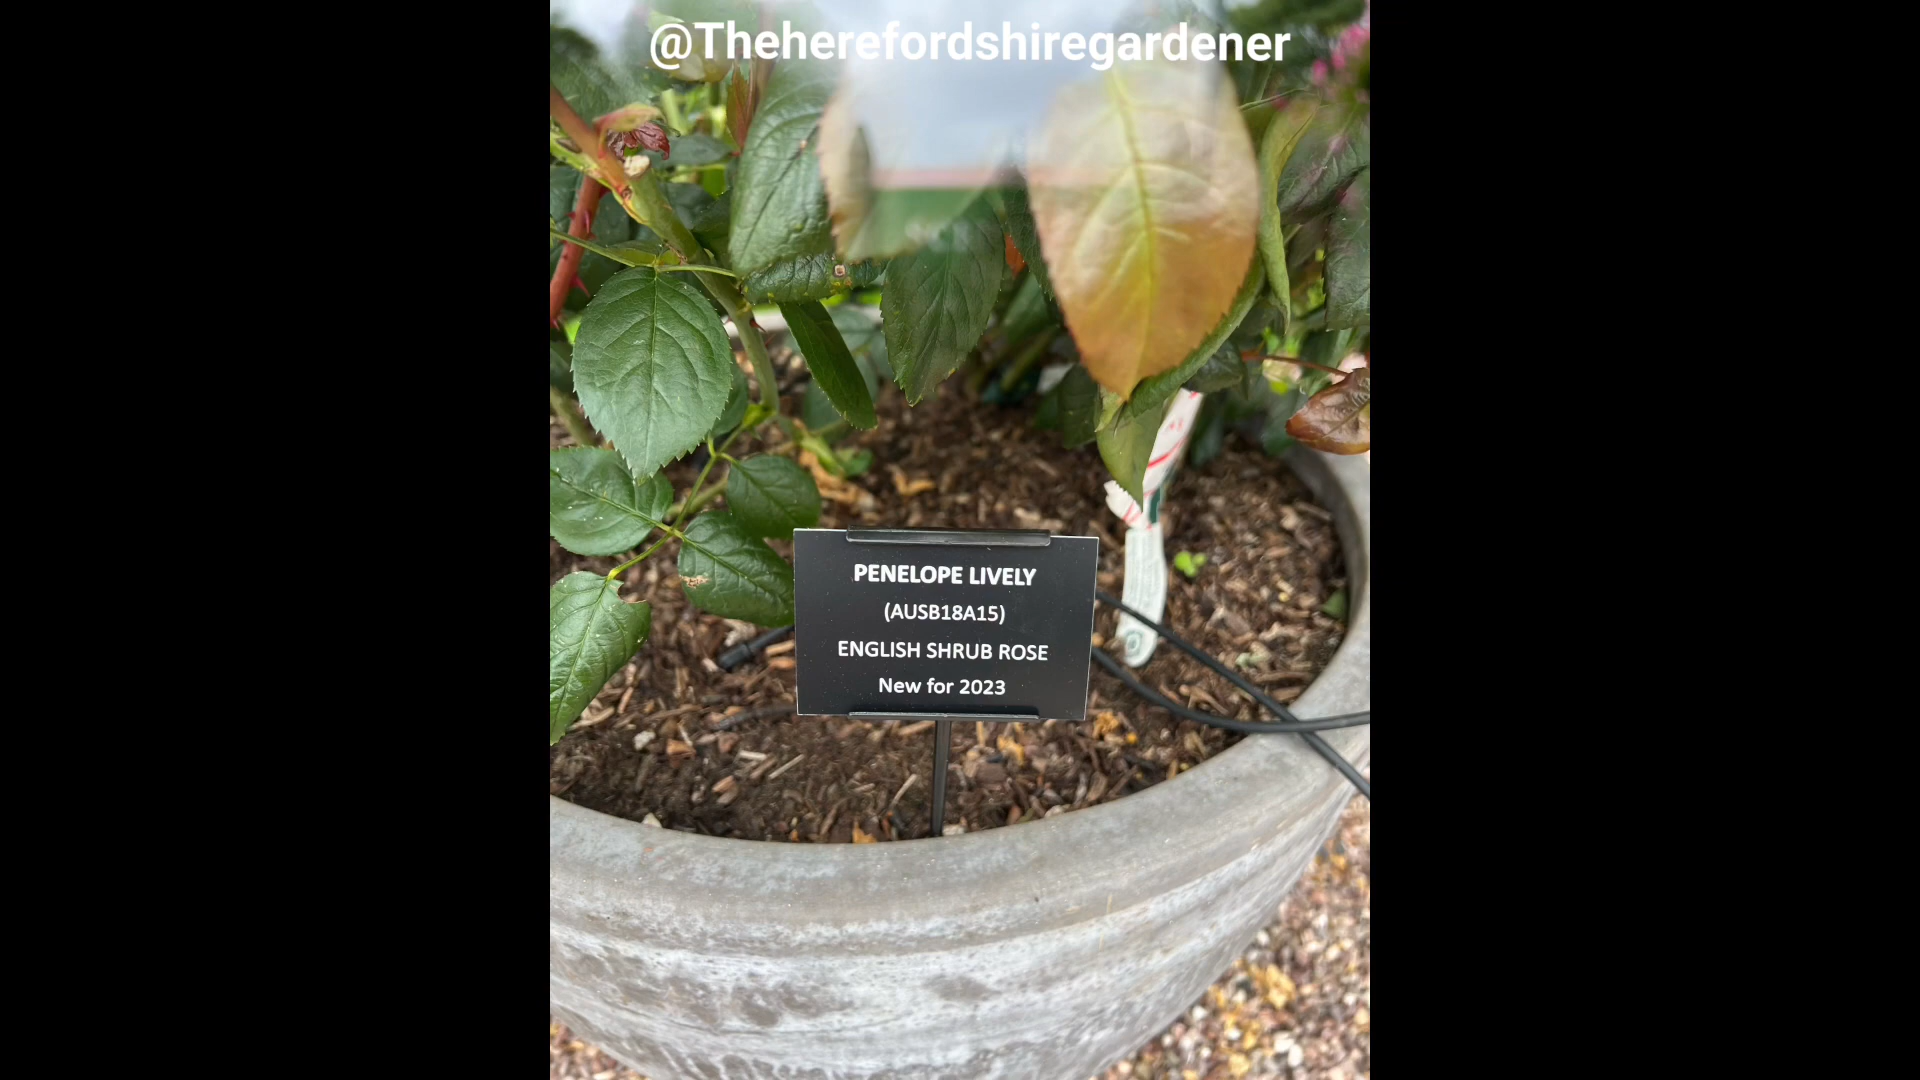 @Theherefordshiregardener
PENELOPE LIVELY
(AUSB18A15)
ENGLISH SHRUB ROSE
New for 2023